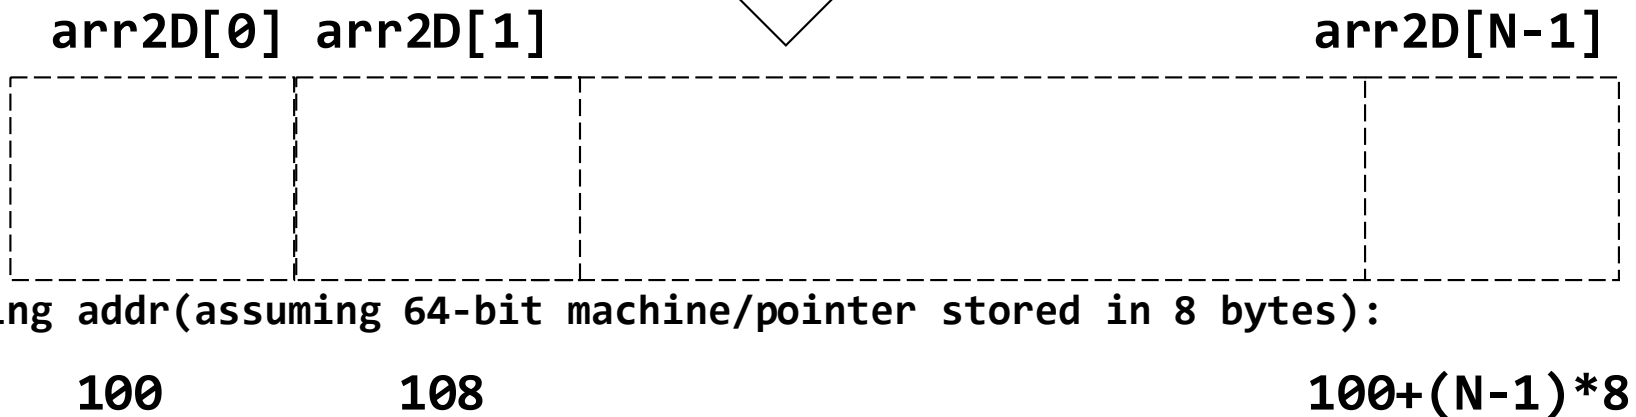 arr2D[0] arr2D[1] arr2D[N-1]
ng addr(assuming 64-bit machine/pointer stored in 8 bytes):
100 108 100+(N-1)*8